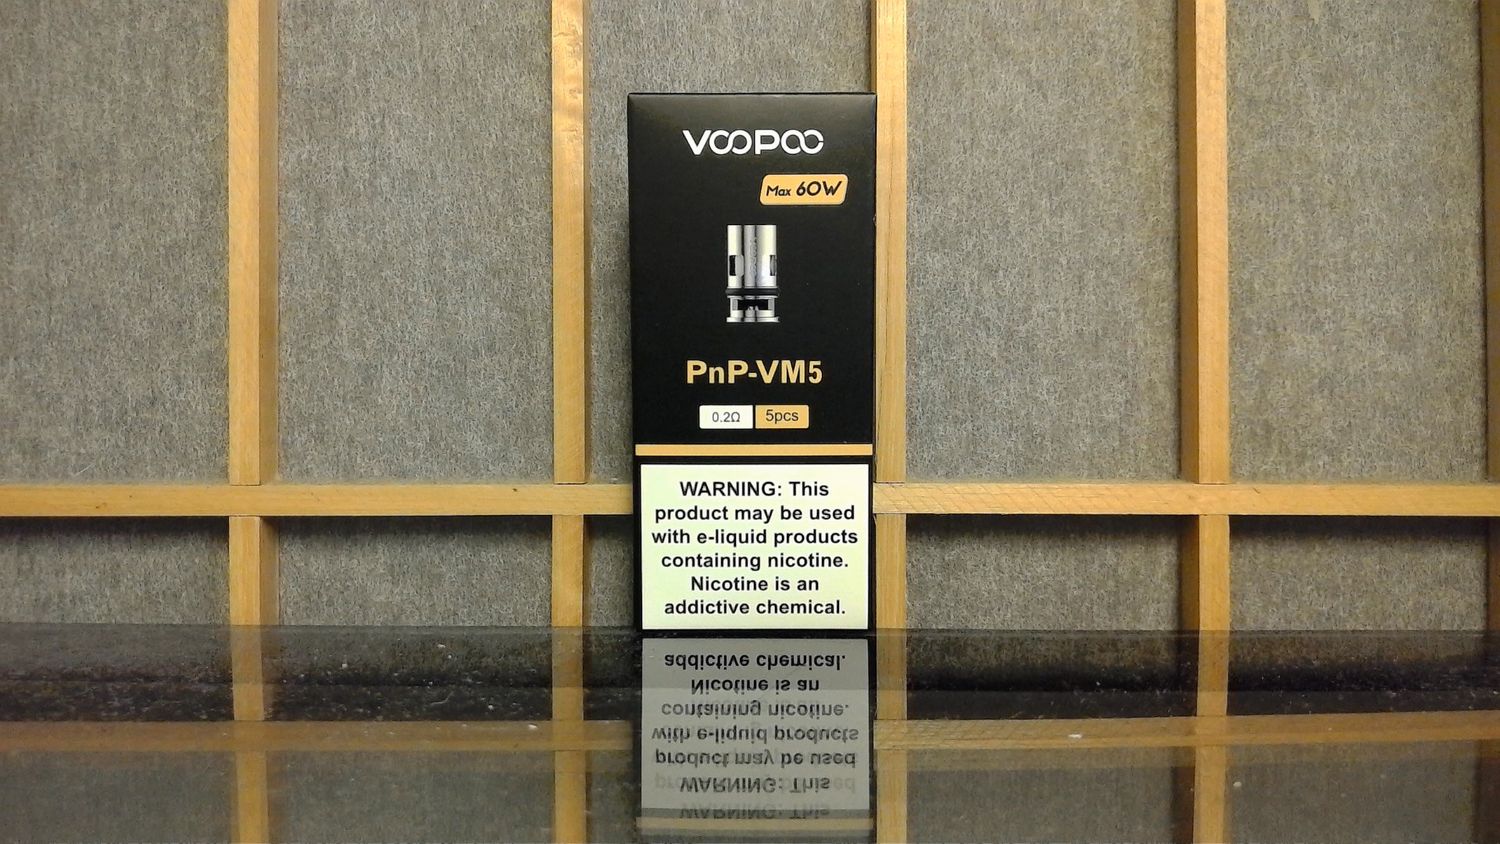 VOOPOO
Max 60W
PnP-VM5
0.2Ω 5pcs
WARNING: This
product may be used
with e-liquid products
containing nicotine.
Nicotine is an
addictive chemical.